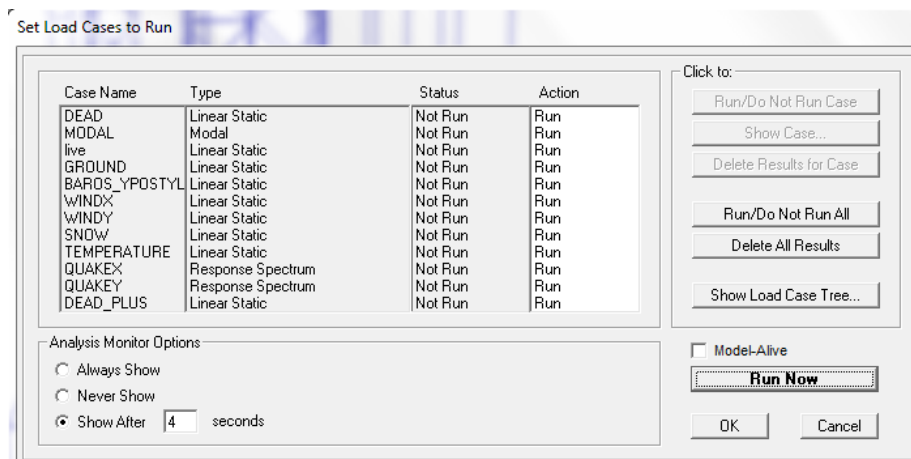 Set Load Cases to Run
Case Name Type Status Action
DEAD Linear Static Not Run Run
MODAL Modal Not Run Run
live Linear Static Not Run Run
GROUND Linear Static Not Run Run
BAROS_YPOSTYL Linear Static Not Run Run
WINDX Linear Static Not Run Run
WINDY Linear Static Not Run Run
SNOW Linear Static Not Run Run
TEMPERATURE Linear Static Not Run Run
QUAKEX Response Spectrum Not Run Run
QUAKEY Response Spectrum Not Run Run
DEAD_PLUS Linear Static Not Run Run
Click to:
Run/Do Not Run Case
Show Case...
Delete Results for Case
Run/Do Not Run All
Delete All Results
Show Load Case Tree...
Analysis Monitor Options
Always Show
Never Show
Show After 4 seconds
Model-Alive
Run Now
OK Cancel